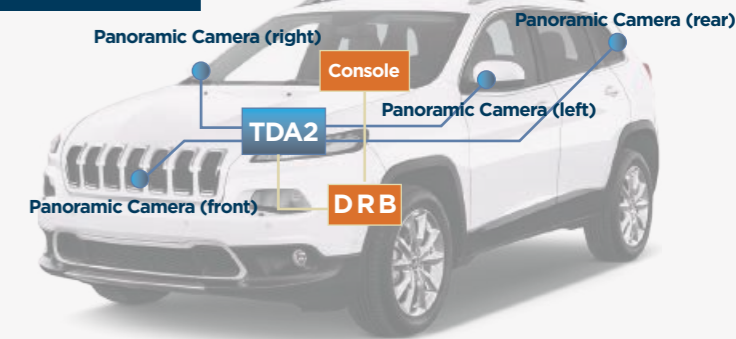 Panoramic Camera (rear)
Panoramic Camera (right)
Console
Panoramic Camera (left)
TDA2
DRB
Panoramic Camera (front)